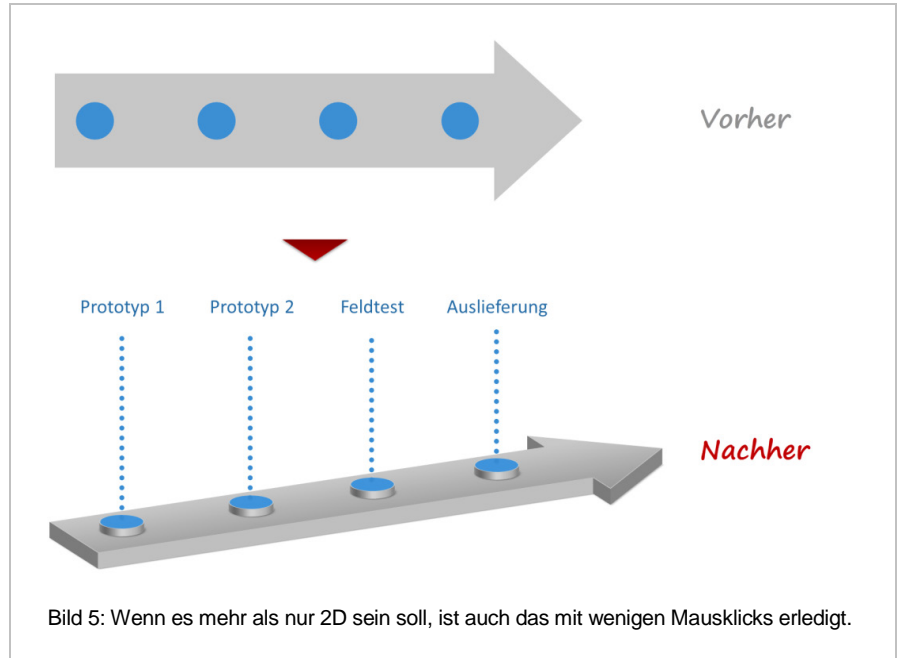 Vorher
Prototyp 1 Prototyp 2 Feldtest Auslieferung
Nachher
Bild 5: Wenn es mehr als nur 2D sein soll, ist auch das mit wenigen Mausklicks erledigt.